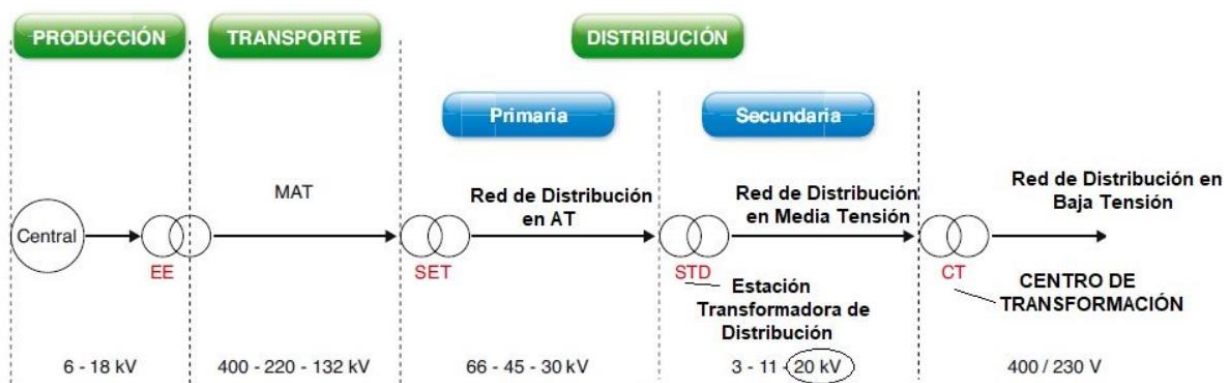 PRODUCCIÓN
TRANSPORTE
DISTRIBUCIÓN
Primaria
Secundaria
MAT
Red de Distribución
en AT
Red de Distribución
en Media Tensión
Red de Distribución en
Baja Tensión
Central
EE
SET
STD
CT
Estación
Transformadora de
Distribución
CENTRO DE
TRANSFORMACIÓN
6 - 18 kV
400 - 220 - 132 kV
66 - 45 - 30 kV
3 - 11 - 20 kV
400 / 230 V